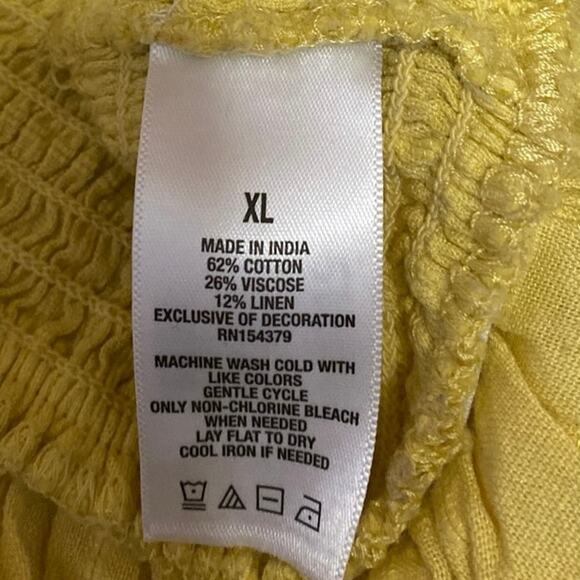 XL
MADE IN INDIA
62% COTTON
26% VISCOSE
12% LINEN
EXCLUSIVE OF DECORATION
RN154379
MACHINE WASH COLD WITH
LIKE COLORS
GENTLE CYCLE
ONLY NON-CHLORINE BLEACH
WHEN NEEDED
LAY FLAT TO DRY
COOL IRON IF NEEDED